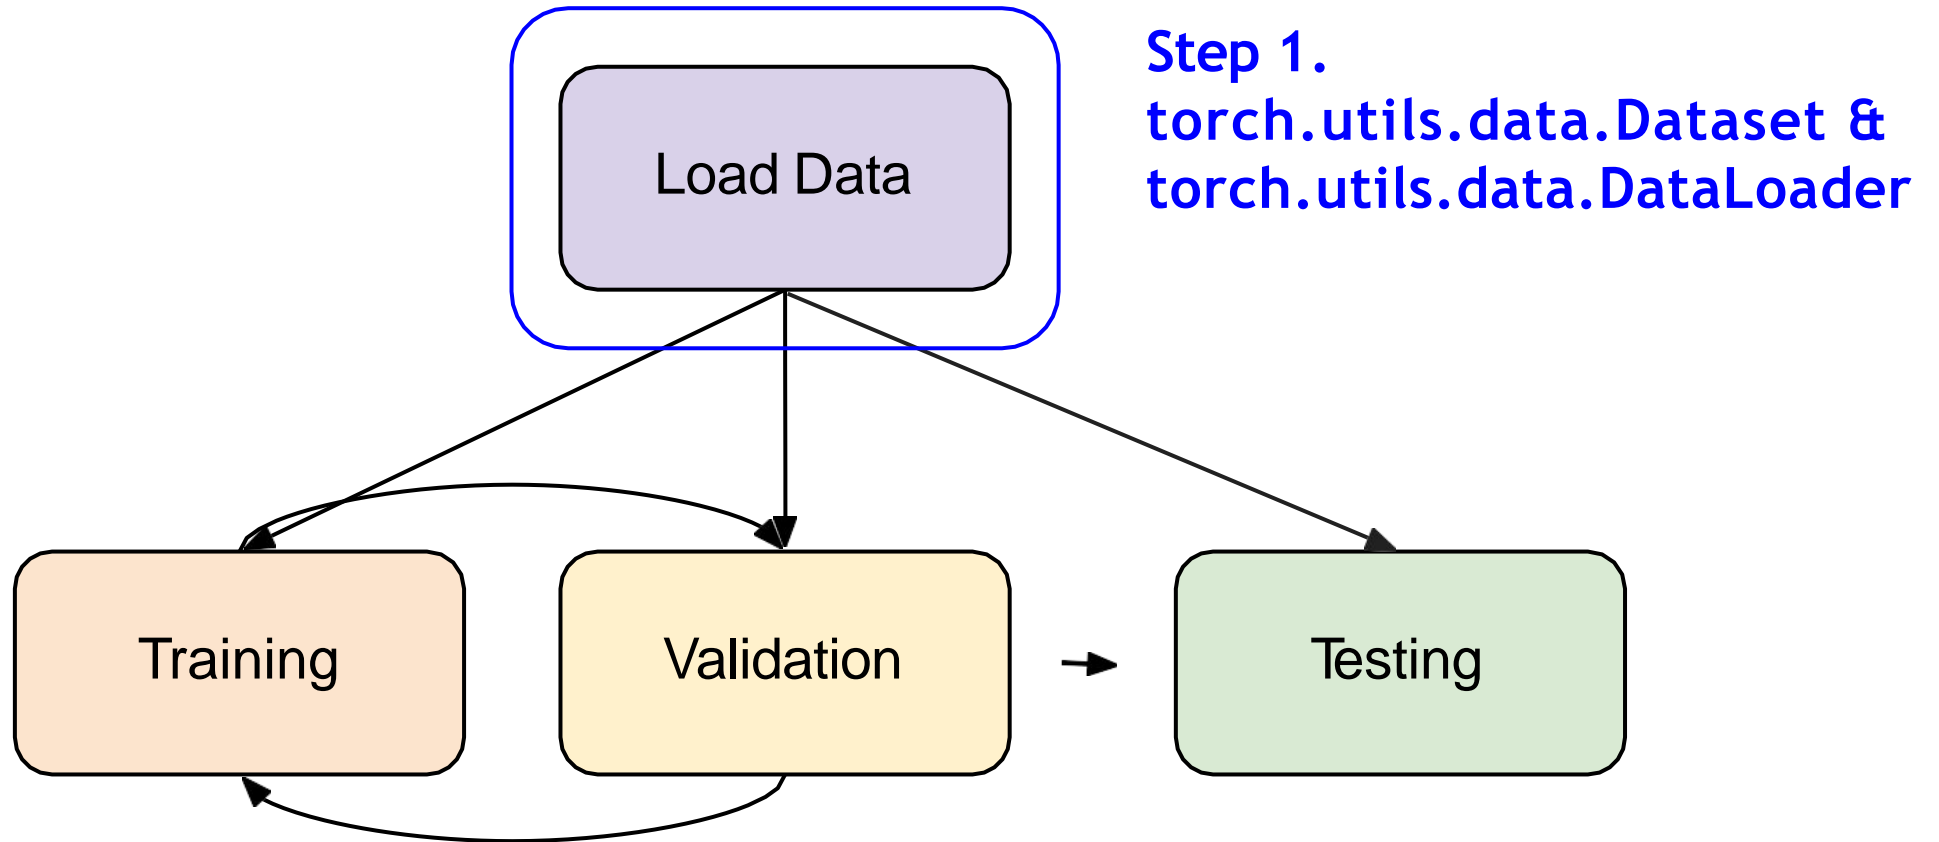 Step 1.
torch.utils.data.Dataset &
torch.utils.data.DataLoader
Load Data
Training
Validation
Testing